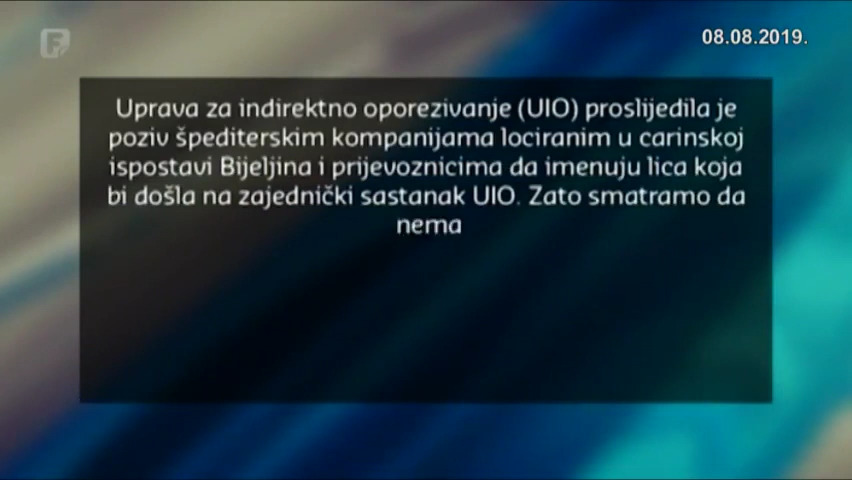 08.08.2019.
Uprava za indirektno oporezivanje (UIO) proslijedila je
poziv špediterskim kompanijama lociranim u carinskoj
ispostavi Bijeljina i prijevoznicima da imenuju lica koja
bi došla na zajednički sastanak UIO. Zato smatramo da
nema